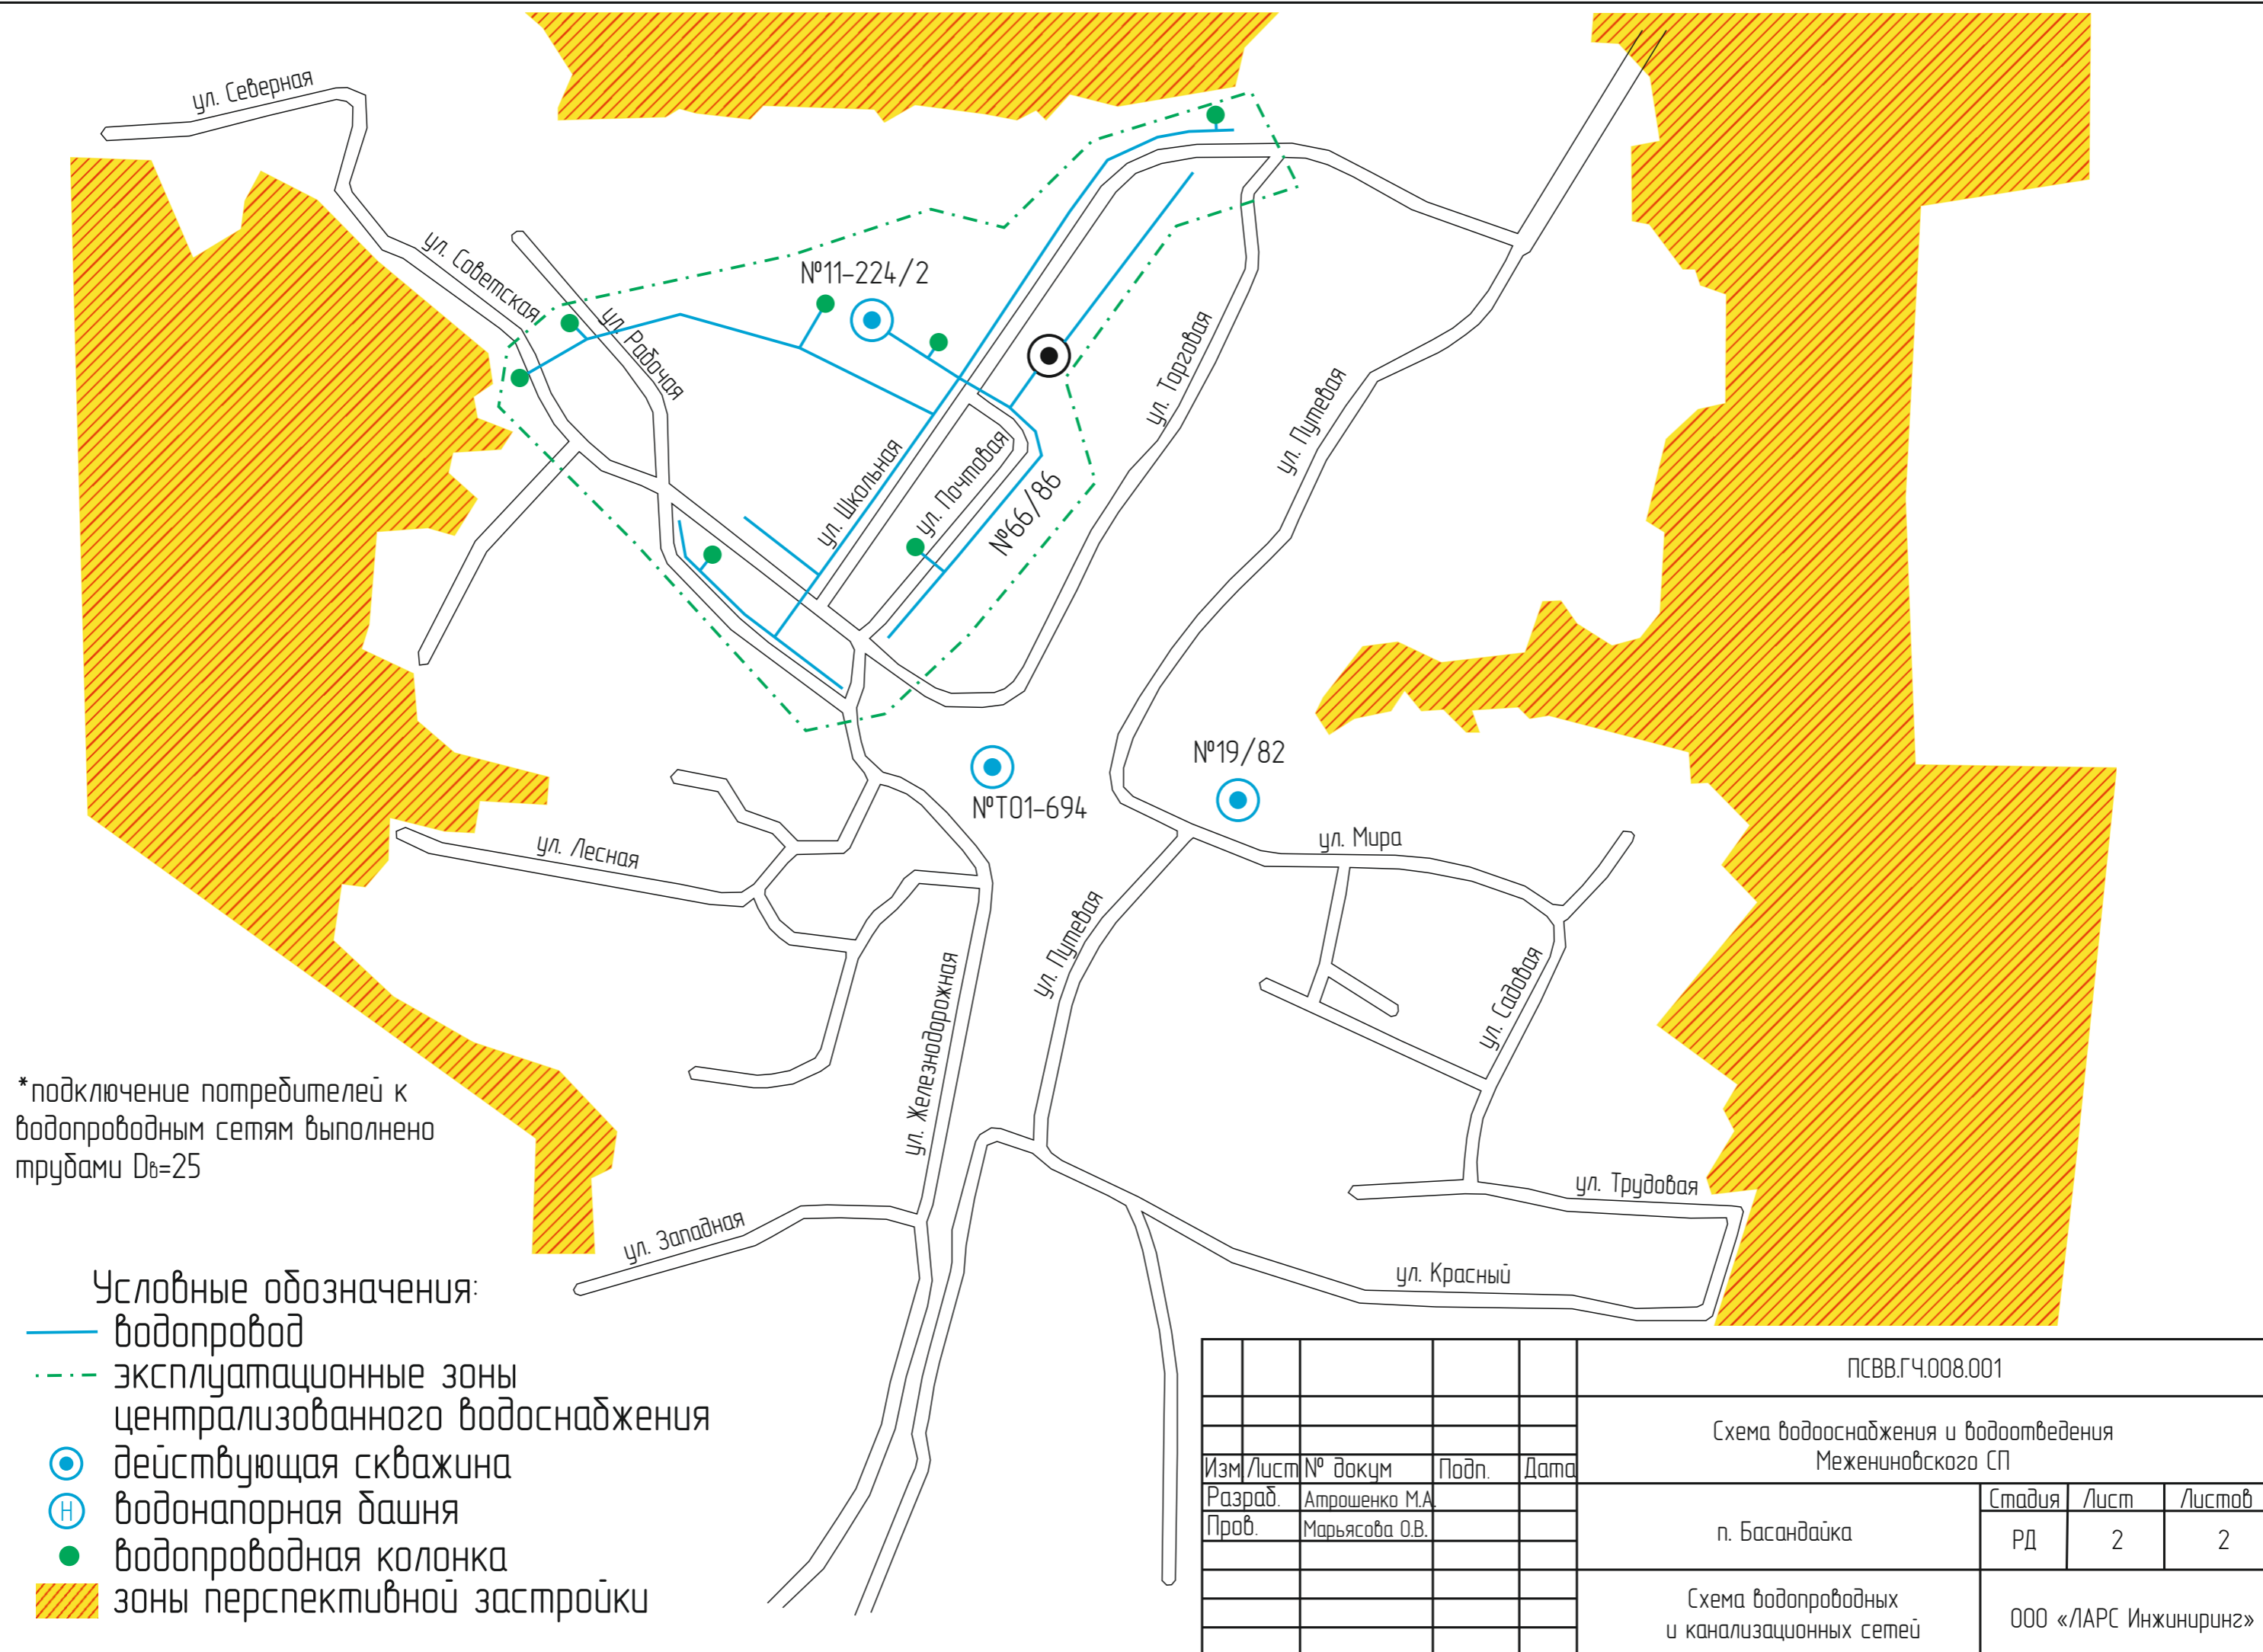 ул. Северная
ул. Советская
ул. Рабочая
№11-224/2
ул. Торговая
ул. Путевая
ул. Школьная
ул. Почтовая
№66/86
№19/82
№Т01-694
ул. Мира
ул. Лесная
ул. Путевая
ул. Садовая
ул. Железнодорожная
*подключение потребителей к
водопроводным сетям выполнено
трубами Dв=25
ул. Трудовая
ул. Западная
ул. Красный
Условные обозначения:
водопровод
эксплуатационные зоны
централизованного водоснабжения
действующая скважина
Н водонапорная башня
водопроводная колонка
зоны перспективной застройки
ПСВВ.ГЧ.008.001
Схема водооснабжения и водоотведения
Межениновского СП
Изм Лист № докум Подп. Дата
Разраб. Атрошенко М.А.
Пров. Марьясова О.В.
п. Басандайка
Стадия Лист Листов
РД 2 2
Схема водопроводных
и канализационных сетей
ООО «ЛАРС Инжиниринг»